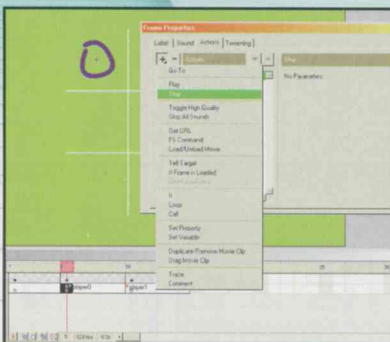 Frame Properties
Label Sound Actions Tweening
Actions
Stop
No Parameters
Go To
Play
Stop
Toggle High Quality
Stop All Sounds
Get URL
FS Command
Load/Unload Movie
Tell Target
If Frame is Loaded
If
Loop
Call
Set Property
Set Variable
Duplicate/Remove Movie Clip
Drag Movie Clip
Trace
Comment